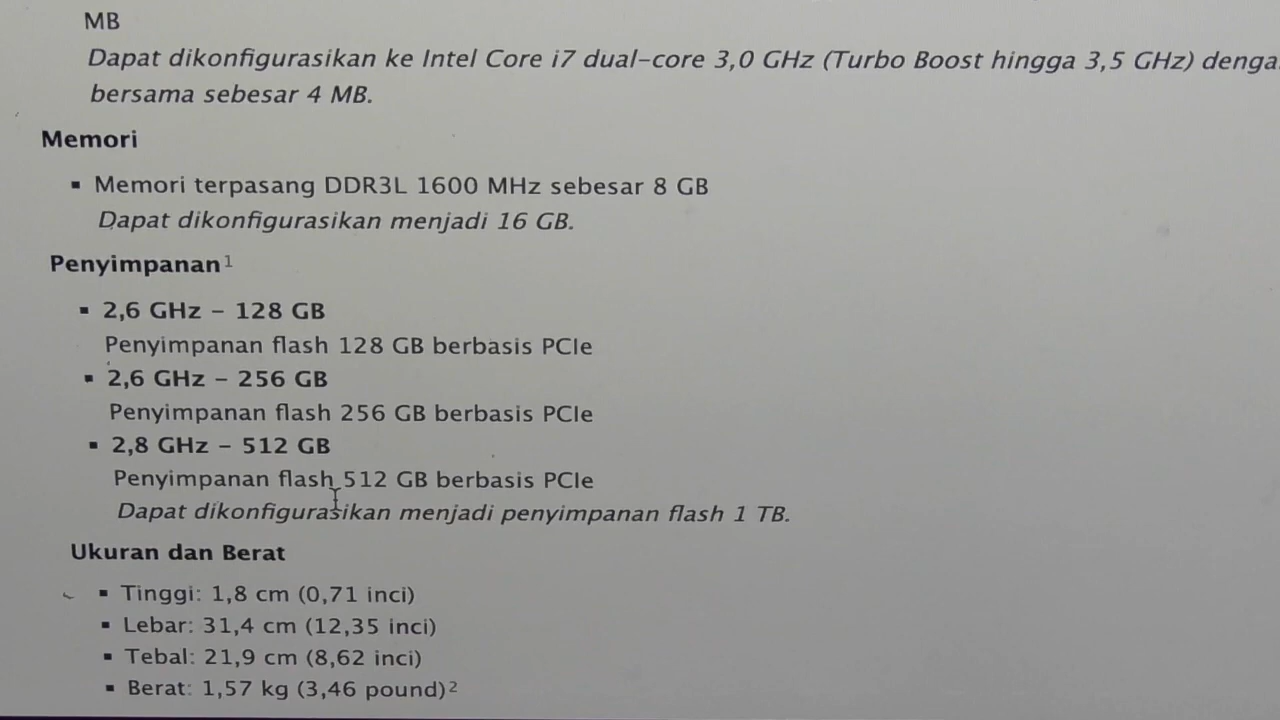 MB
Dapat dikonfigurasikan ke Intel Core i7 dual-core 3,0 GHz (Turbo Boost hingga 3,5 GHz)
bersama sebesar 4 MB.
Memori
▪ Memori terpasang DDR3L 1600 MHz sebesar 8 GB
Dapat dikonfigurasikan menjadi 16 GB.
Penyimpanan¹
▪ 2,6 GHz – 128 GB
Penyimpanan flash 128 GB berbasis PCIe
▪ 2,6 GHz – 256 GB
Penyimpanan flash 256 GB berbasis PCIe
▪ 2,8 GHz – 512 GB
Penyimpanan flash 512 GB berbasis PCIe
Dapat dikonfigurasikan menjadi penyimpanan flash 1 TB.
Ukuran dan Berat
▪ Tinggi: 1,8 cm (0,71 inci)
▪ Lebar: 31,4 cm (12,35 inci)
▪ Tebal: 21,9 cm (8,62 inci)
▪ Berat: 1,57 kg (3,46 pound)²